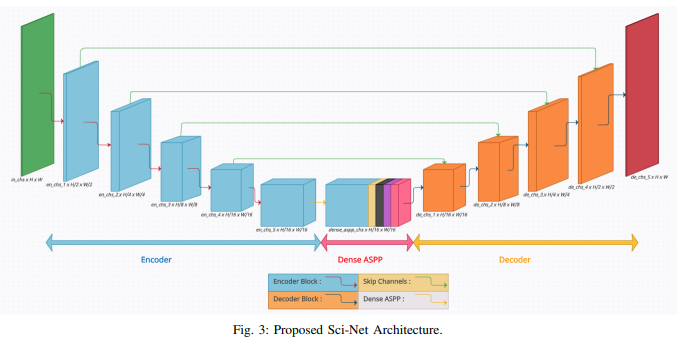 in_chs x H x W
en_chs_1 x H/2 x W/2
en_chs_2 x H/4 x W/4
en_chs_3 x H/8 x W/8
en_chs_4 x H/16 x W/16
en_chs_5 x H/16 x W/16
dense_aspp_chs x H/16 x W/16
de_chs_1 x H/16 x W/16
de_chs_2 x H/8 x W/8
de_chs_3 x H/4 x W/4
de_chs_4 x H/2 x W/2
de_chs_5 x H x W
Encoder
Dense ASPP
Decoder
Encoder Block :
Skip Channels :
Decoder Block :
Dense ASPP :
Fig. 3: Proposed Sci-Net Architecture.